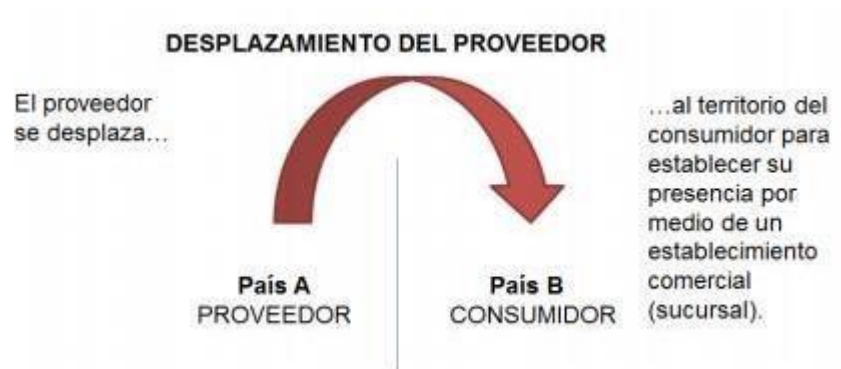 DESPLAZAMIENTO DEL PROVEEDOR
El proveedor
se desplaza…
…al territorio del
consumidor para
establecer su
presencia por
medio de un
establecimiento
comercial
(sucursal).
País A
PROVEEDOR
País B
CONSUMIDOR